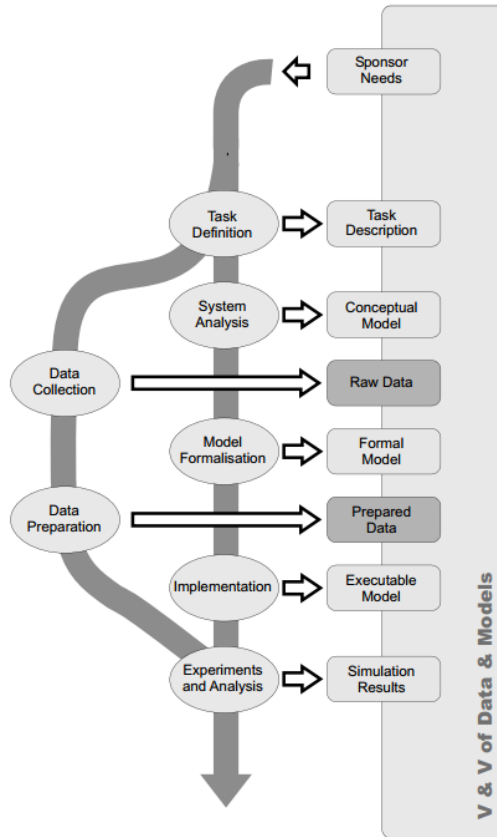 Sponsor
Needs
Task
Definition
Task
Description
System
Analysis
Conceptual
Model
Data
Collection
Raw Data
Model
Formalisation
Formal
Model
Data
Preparation
Prepared
Data
Implementation
Executable
Model
Experiments
and Analysis
Simulation
Results
V & V of Data & Models